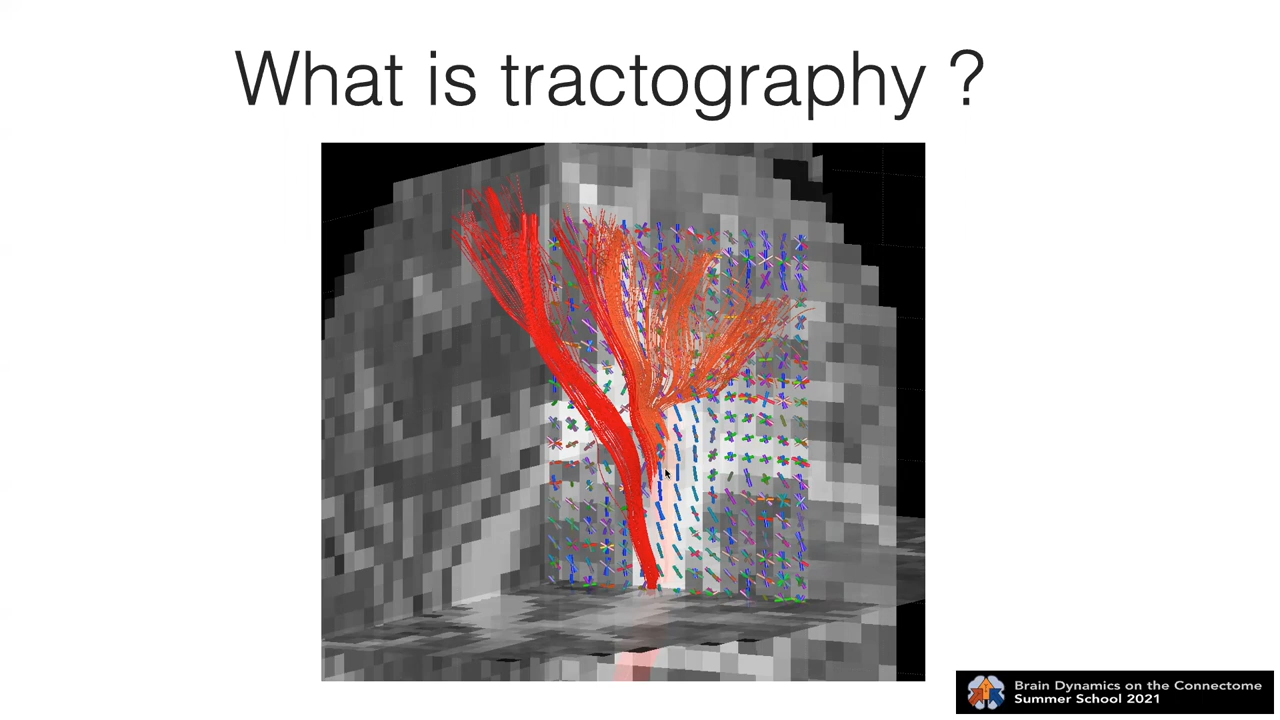 What is tractography ?
Brain Dynamics on the Connectome
Summer School 2021